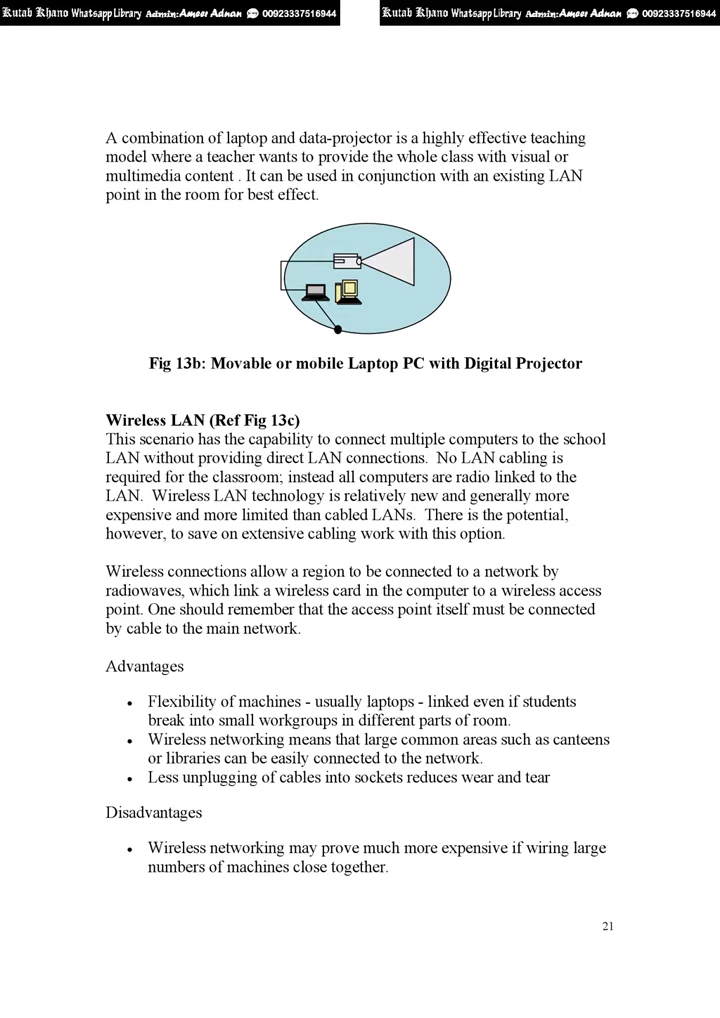 Kutab Khano Whatsapp Library Admin:Ameer Adnan 00923337516944
Kutab Khano Whatsapp Library Admin:Ameer Adnan 00923337516944
A combination of laptop and data-projector is a highly effective teaching
model where a teacher wants to provide the whole class with visual or
multimedia content . It can be used in conjunction with an existing LAN
point in the room for best effect.
Fig 13b: Movable or mobile Laptop PC with Digital Projector
Wireless LAN (Ref Fig 13c)
This scenario has the capability to connect multiple computers to the school
LAN without providing direct LAN connections.  No LAN cabling is
required for the classroom; instead all computers are radio linked to the
LAN.  Wireless LAN technology is relatively new and generally more
expensive and more limited than cabled LANs.  There is the potential,
however, to save on extensive cabling work with this option.
Wireless connections allow a region to be connected to a network by
radiowaves, which link a wireless card in the computer to a wireless access
point. One should remember that the access point itself must be connected
by cable to the main network.
Advantages
• Flexibility of machines - usually laptops - linked even if students
break into small workgroups in different parts of room.
• Wireless networking means that large common areas such as canteens
or libraries can be easily connected to the network.
• Less unplugging of cables into sockets reduces wear and tear
Disadvantages
• Wireless networking may prove much more expensive if wiring large
numbers of machines close together.
21